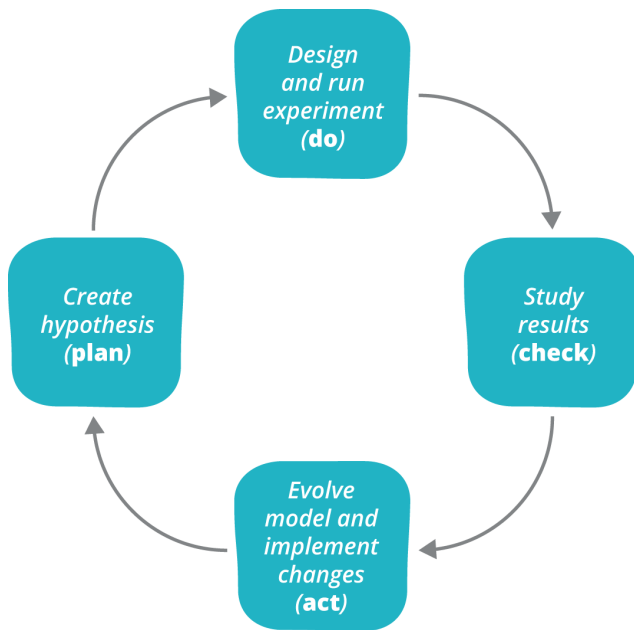 Design
and run
experiment
(do)
Create
hypothesis
(plan)
Study
results
(check)
Evolve
model and
implement
changes
(act)